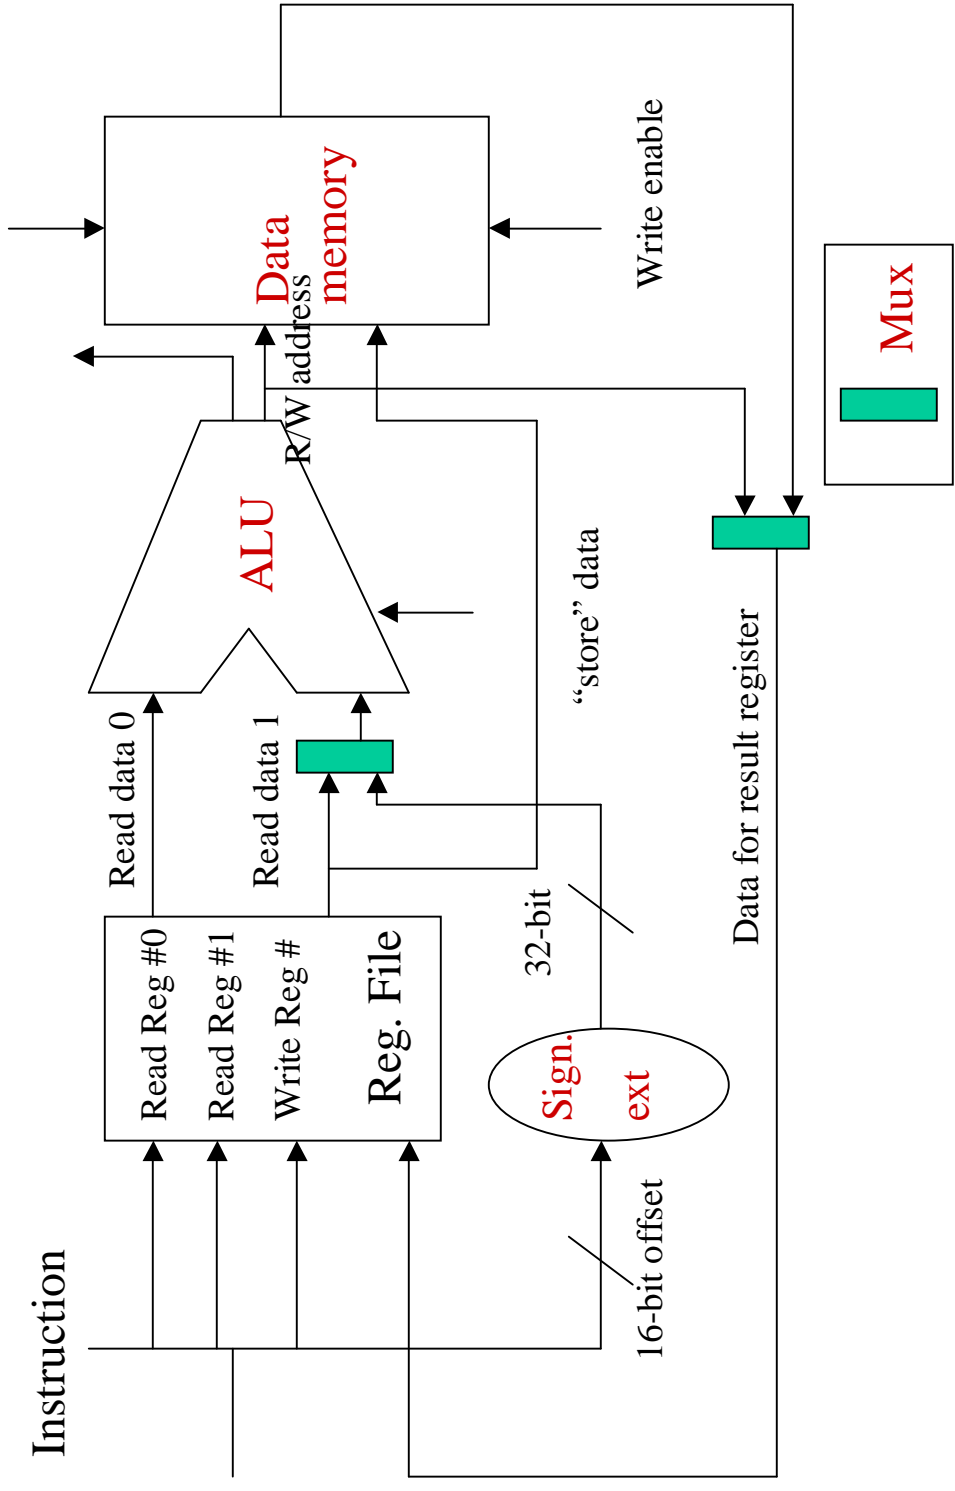 Instruction
Read Reg #0
Read Reg #1
Write Reg #
Reg. File
Read data 0
Read data 1
ALU
R/W address
Data
memory
16-bit offset
Sign.
ext
32-bit
“store” data
Write enable
Data for result register
Mux